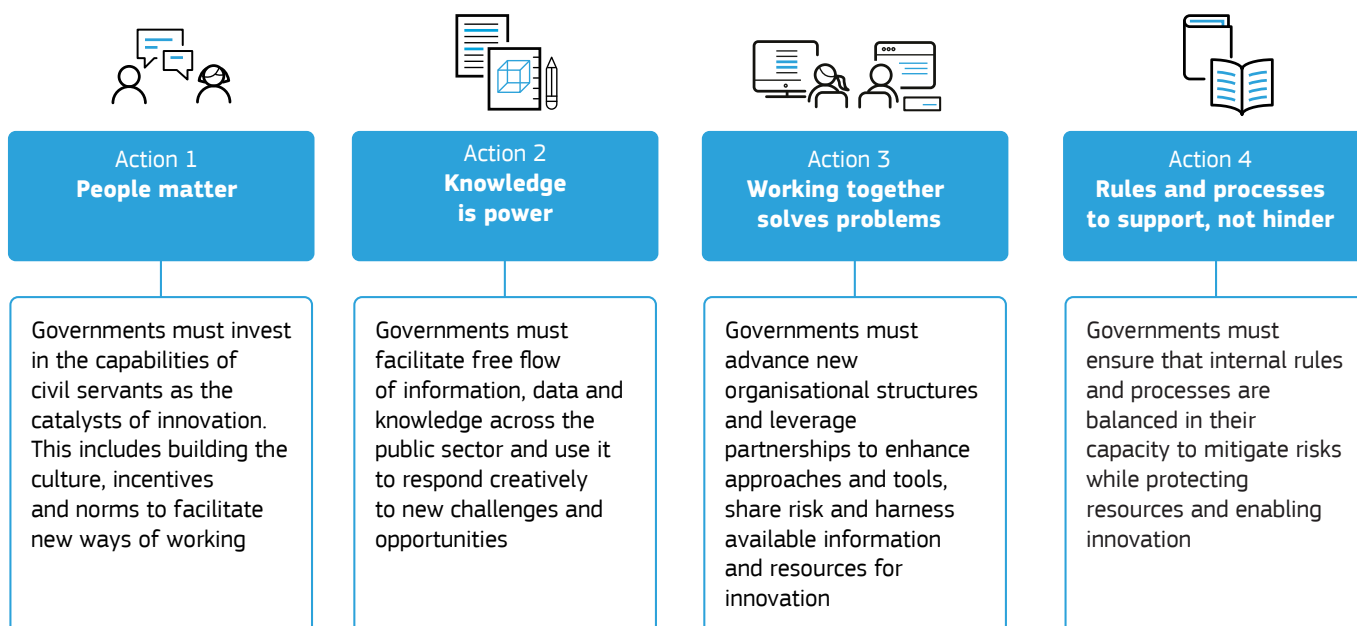 Action 1
People matter
Governments must invest
in the capabilities of
civil servants as the
catalysts of innovation.
This includes building the
culture, incentives
and norms to facilitate
new ways of working
Action 2
Knowledge
is power
Governments must
facilitate free flow
of information, data and
knowledge across the
public sector and use it
to respond creatively
to new challenges and
opportunities
Action 3
Working together
solves problems
Governments must
advance new
organisational structures
and leverage
partnerships to enhance
approaches and tools,
share risk and harness
available information
and resources for
innovation
Action 4
Rules and processes
to support, not hinder
Governments must
ensure that internal rules
and processes are
balanced in their
capacity to mitigate risks
while protecting
resources and enabling
innovation